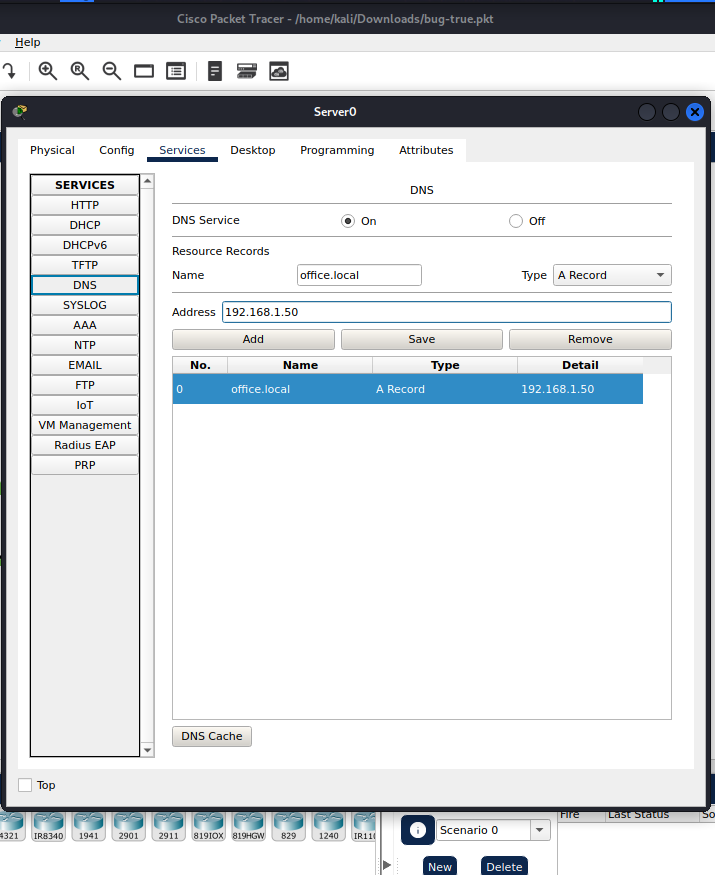 Cisco Packet Tracer - /home/kali/Downloads/bug-true.pkt
Help
Server0
Physical Config Services Desktop Programming Attributes
SERVICES
HTTP
DHCP
DHCPv6
TFTP
DNS
SYSLOG
AAA
NTP
EMAIL
FTP
IoT
VM Management
Radius EAP
PRP
DNS
DNS Service On Off
Resource Records
Name office.local Type A Record
Address 192.168.1.50
Add Save Remove
No. Name Type Detail
0 office.local A Record 192.168.1.50
DNS Cache
Top
4321 IR8340 1941 2901 2911 819IOX 819HGW 829 1240 IR110
Fire Last Status So
Scenario 0
New Delete